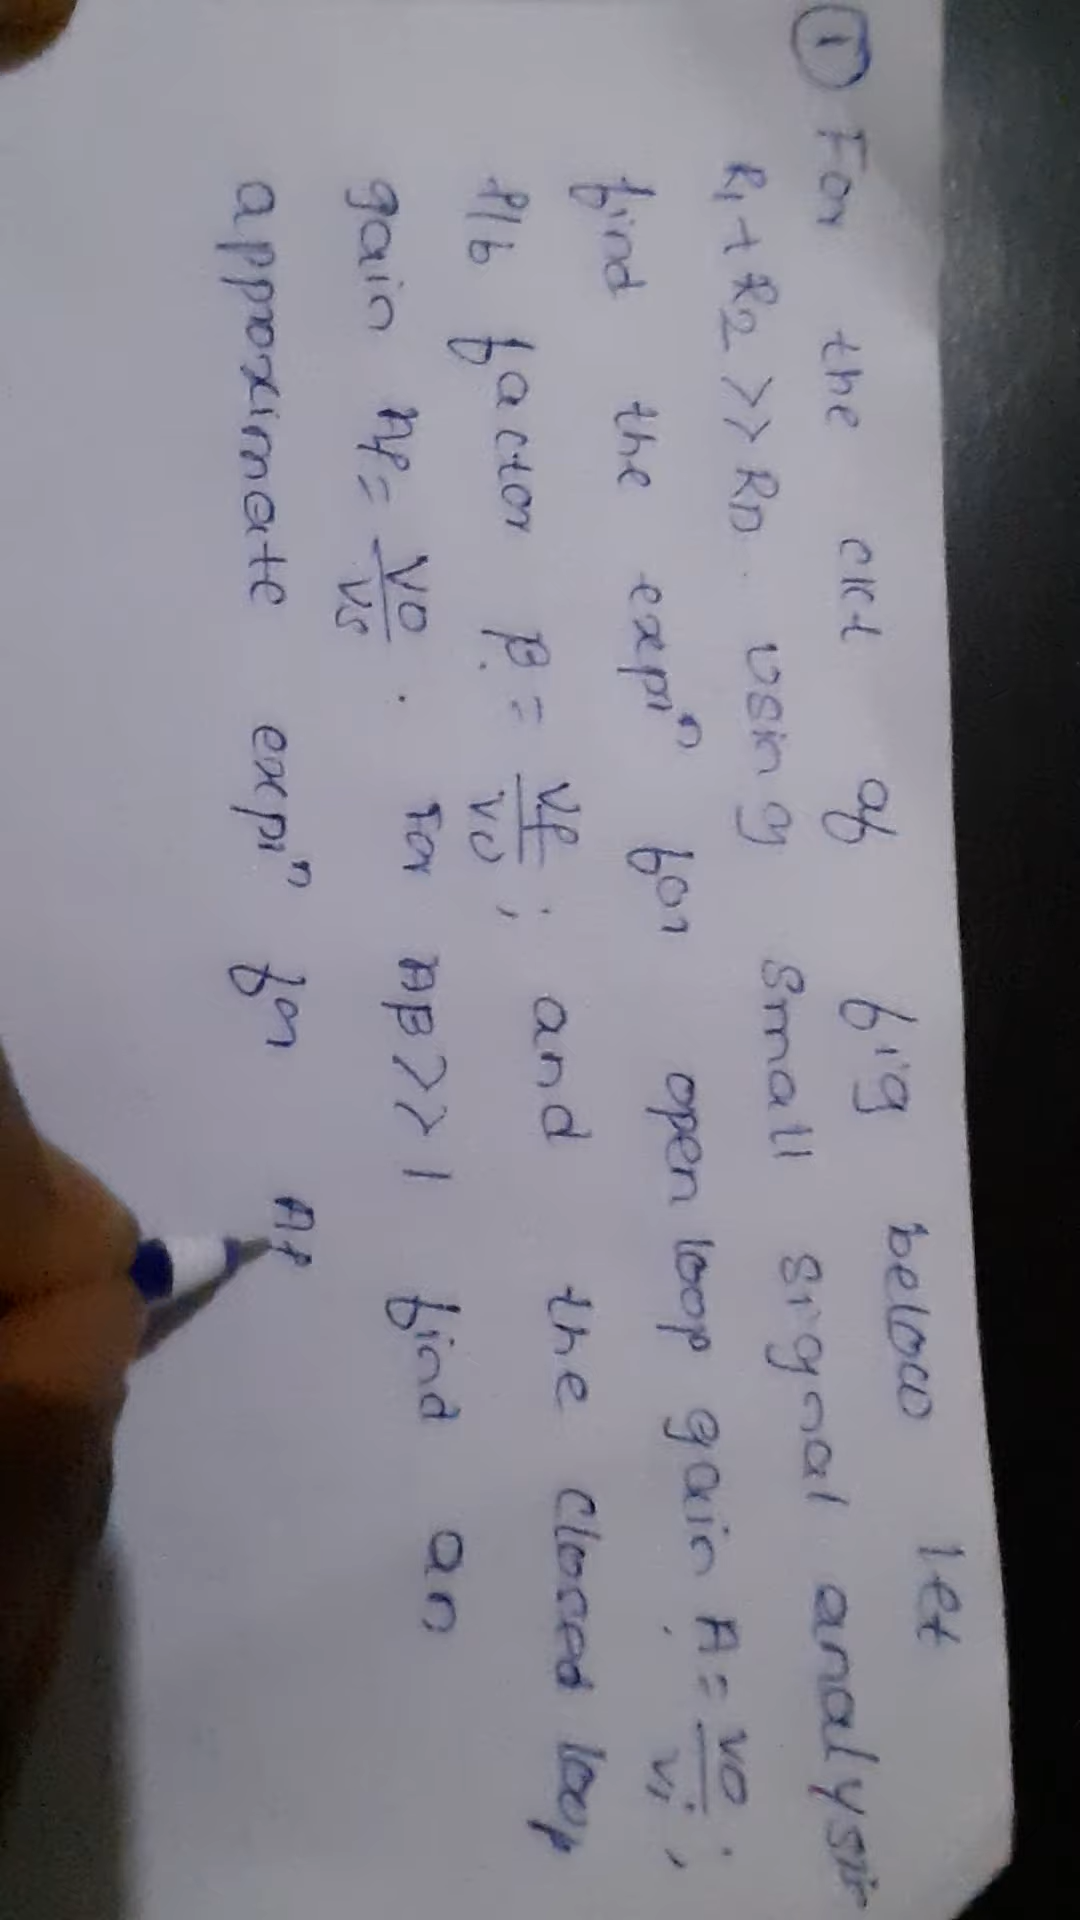 ① For the ckt of fig below let
R1+R2 >> RD. using small signal analysis
find the expr^n for open loop gain A = vo/vi;
f/b factor β = vf/vo; and the closed loop
gain Af = vo/vs. For Aβ >> 1 find an
approximate expr^n for Af